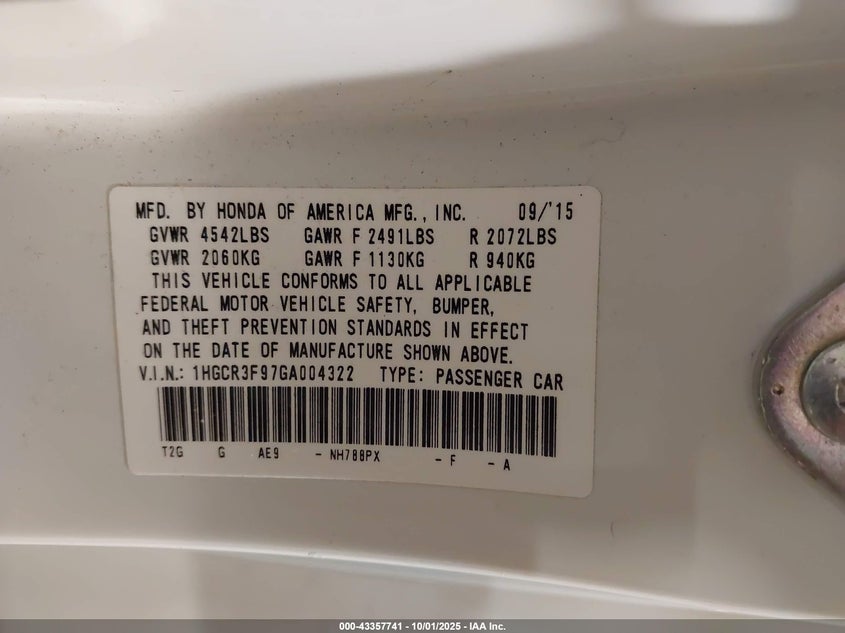 MFD. BY HONDA OF AMERICA MFG., INC. 09/'15
GVWR 4542LBS GAWR F 2491LBS R 2072LBS
GVWR 2060KG GAWR F 1130KG R 940KG
THIS VEHICLE CONFORMS TO ALL APPLICABLE
FEDERAL MOTOR VEHICLE SAFETY, BUMPER,
AND THEFT PREVENTION STANDARDS IN EFFECT
ON THE DATE OF MANUFACTURE SHOWN ABOVE.
V.I.N.: 1HGCR3F97GA004322 TYPE: PASSENGER CAR
T2G G AE9 - NH788PX - F - A
000-43357741 - 10/01/2025 - IAA Inc.